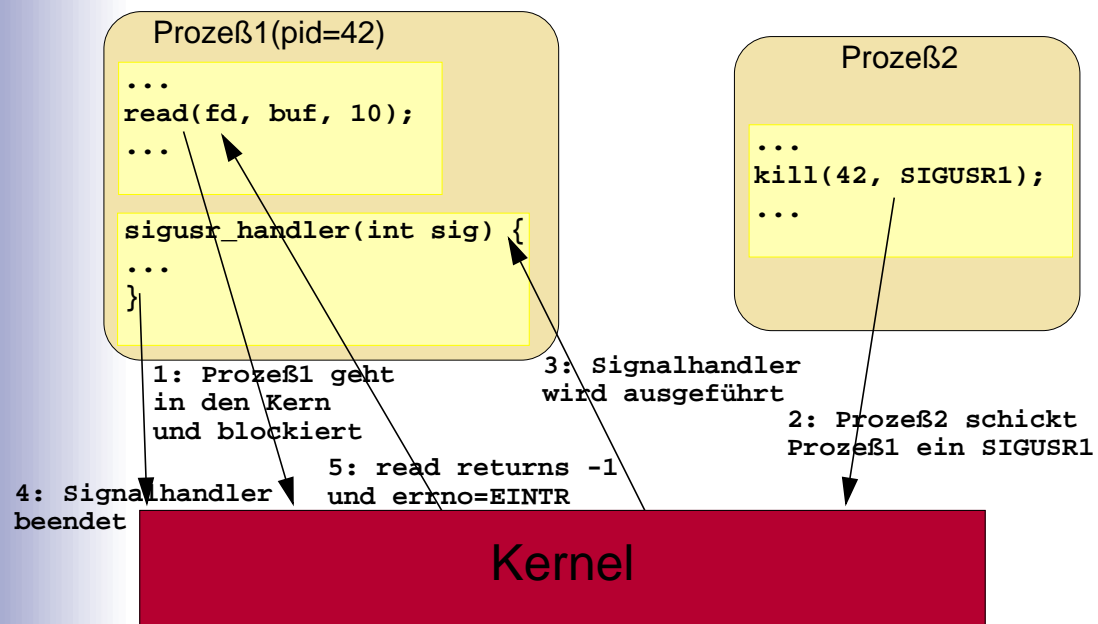 Prozeß1(pid=42)
...
read(fd, buf, 10);
...
sigusr_handler(int sig) {
...
}
Prozeß2
...
kill(42, SIGUSR1);
...
1: Prozeß1 geht
in den Kern
und blockiert
3: Signalhandler
wird ausgeführt
2: Prozeß2 schickt
Prozeß1 ein SIGUSR1
5: read returns -1
und errno=EINTR
4: Signalhandler
beendet
Kernel